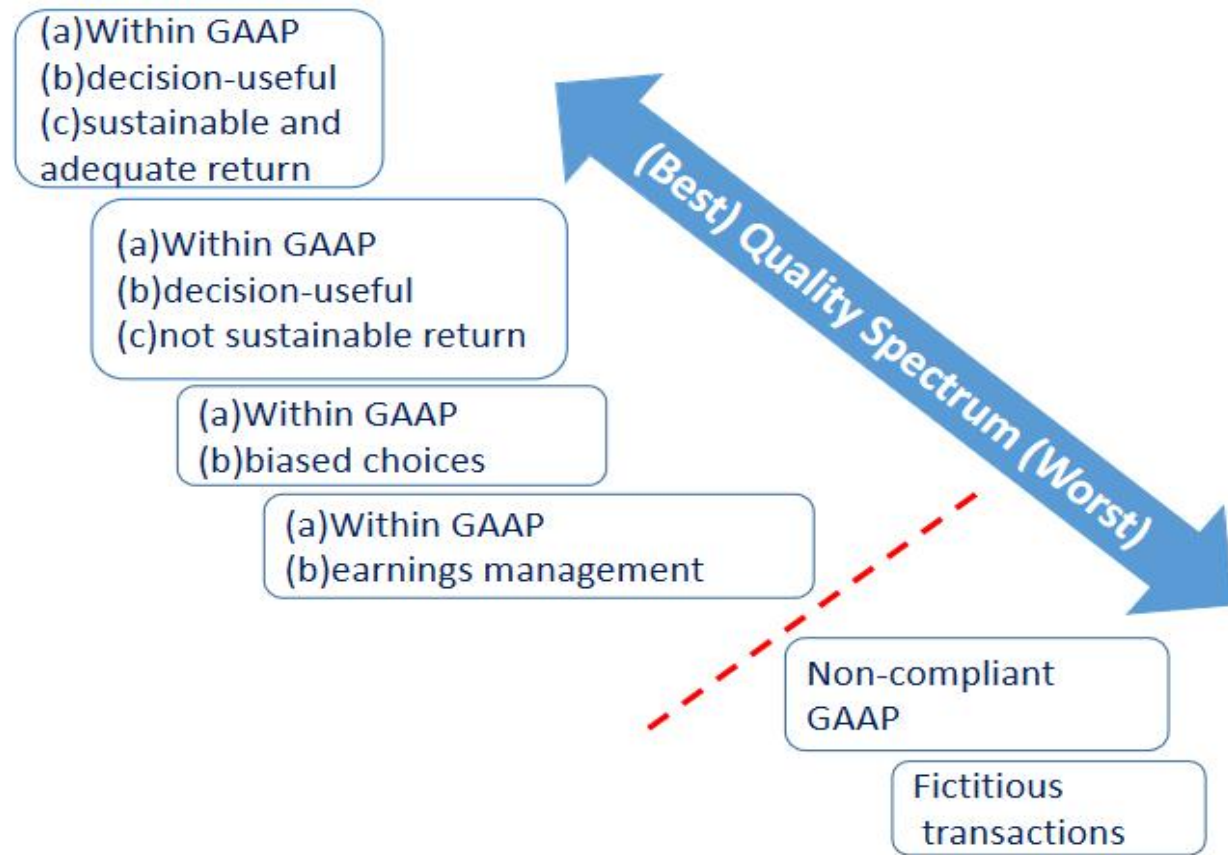 (a)Within GAAP
(b)decision-useful
(c)sustainable and
adequate return
(Best) Quality Spectrum (Worst)
(a)Within GAAP
(b)decision-useful
(c)not sustainable return
(a)Within GAAP
(b)biased choices
(a)Within GAAP
(b)earnings management
Non-compliant
GAAP
Fictitious
transactions